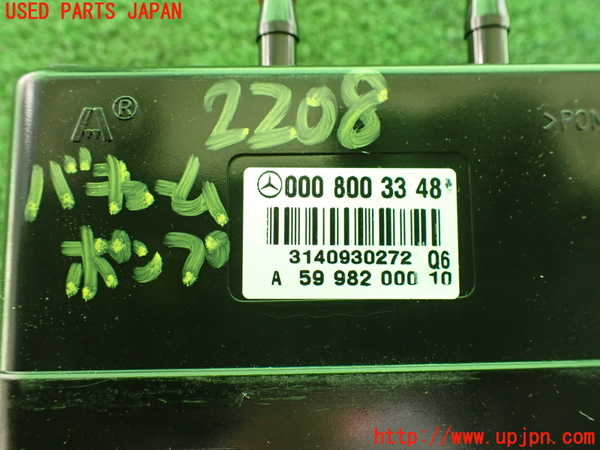 USED PARTS JAPAN
®
>PON
2208
バキューム
ポンプ
000 800 33 48
3140930272 Q6
A 59 982 000 10
http://www.upjpn.com